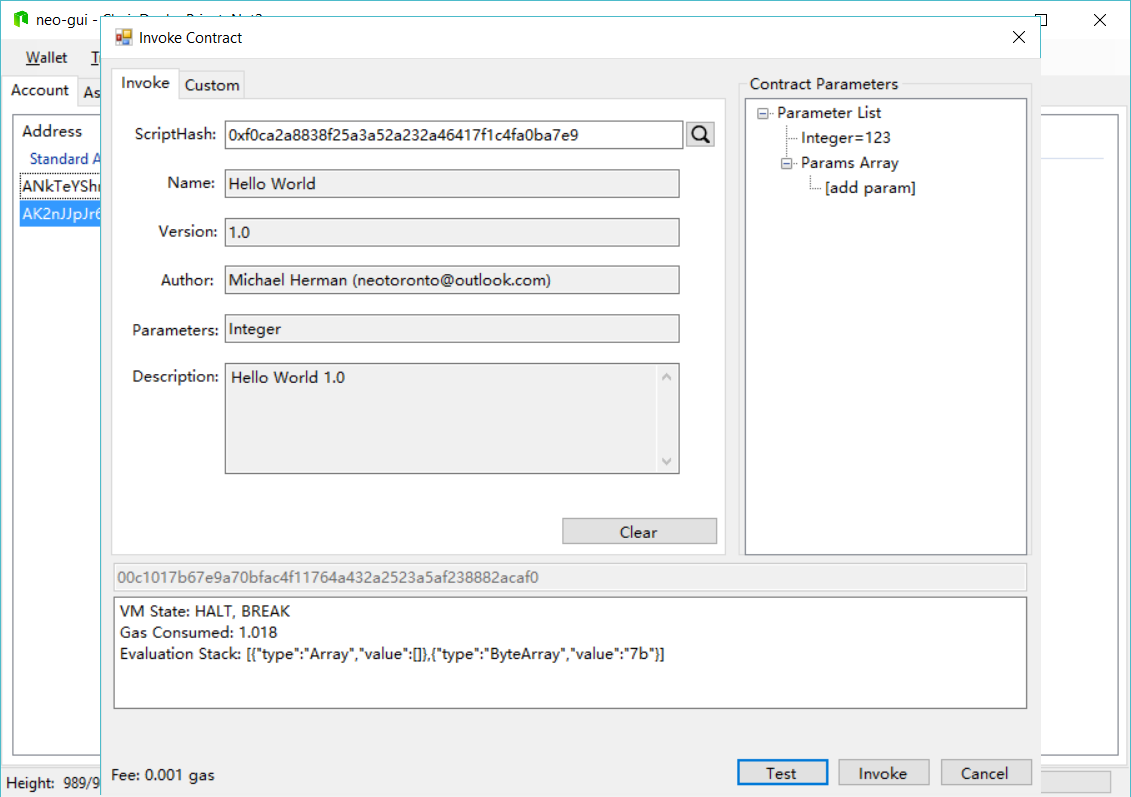 neo-gui -
Invoke Contract
Wallet
Account
Invoke
Custom
Contract Parameters
Address
Standard A
ANkTeYShr
AK2nJJpJr6
ScriptHash:
0xf0ca2a8838f25a3a52a232a46417f1c4fa0ba7e9
Name:
Hello World
Version:
1.0
Author:
Michael Herman (neotoronto@outlook.com)
Parameters:
Integer
Description:
Hello World 1.0
Clear
Parameter List
Integer=123
Params Array
[add param]
00c1017b67e9a70bfac4f11764a432a2523a5af238882acaf0
VM State: HALT, BREAK
Gas Consumed: 1.018
Evaluation Stack: [{"type":"Array","value":[]},{"type":"ByteArray","value":"7b"}]
Height: 989/9
Fee: 0.001 gas
Test
Invoke
Cancel